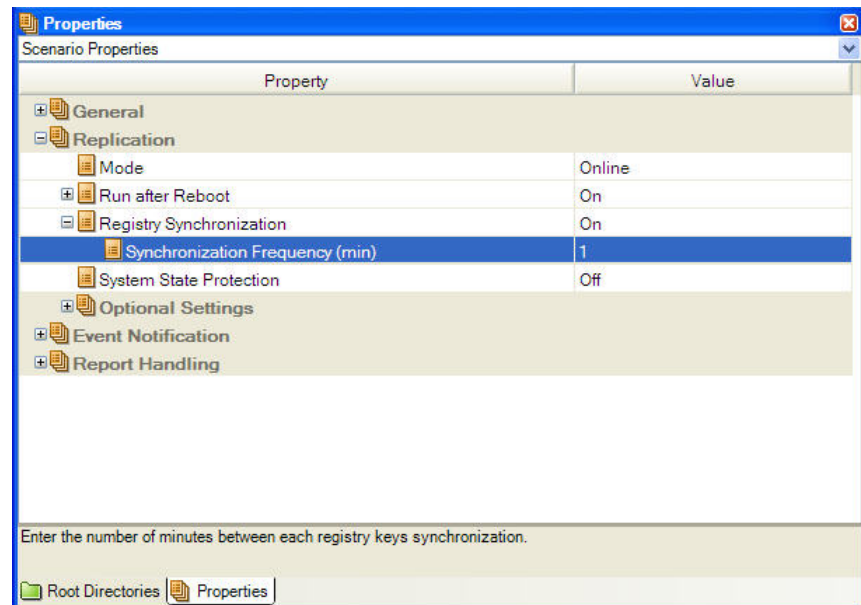 Properties
Scenario Properties
Property Value
General
Replication
Mode Online
Run after Reboot On
Registry Synchronization On
Synchronization Frequency (min) 1
System State Protection Off
Optional Settings
Event Notification
Report Handling
Enter the number of minutes between each registry keys synchronization.
Root Directories Properties